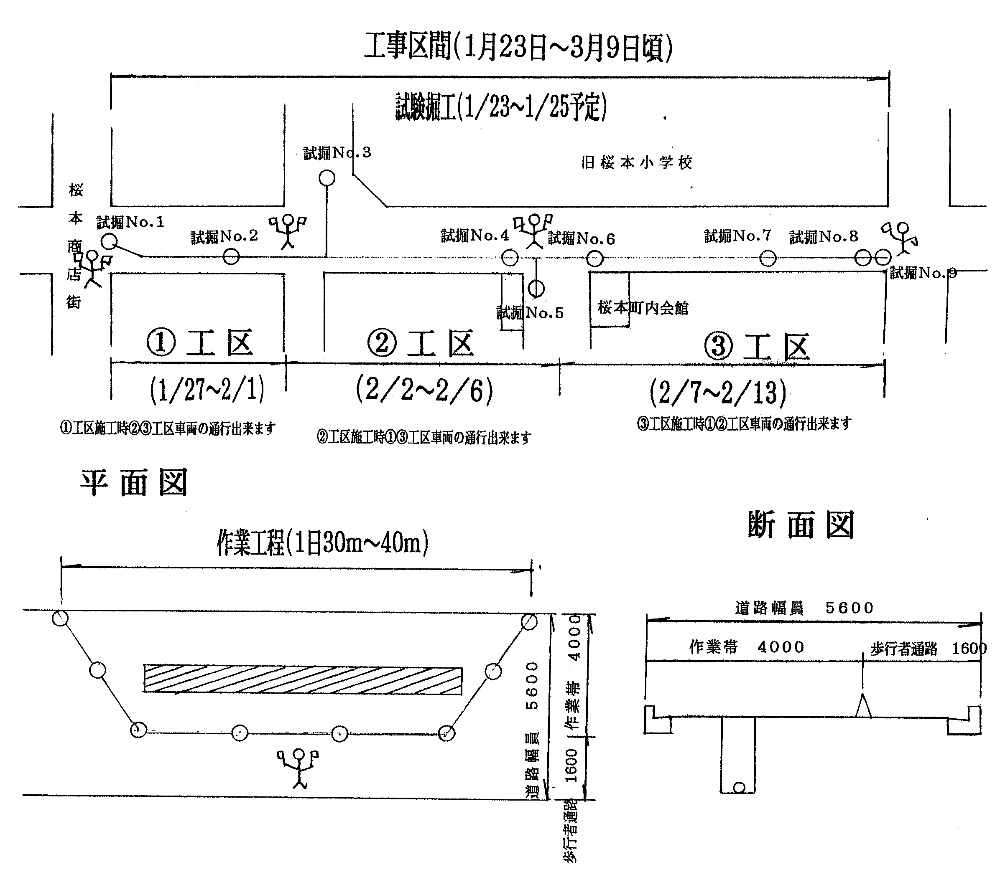 工事区間(1月23日～3月9日頃)
試験掘工(1/23～1/25予定)
試掘No.3
旧桜本小学校
桜本商店街
試掘No.1
試掘No.2
試掘No.4
試掘No.6
試掘No.7
試掘No.8
試掘No.9
試掘No.5
桜本町内会館
①工区
②工区
③工区
(1/27～2/1)
(2/2～2/6)
(2/7～2/13)
①工区施工時②③工区車両の通行出来ます
②工区施工時①③工区車両の通行出来ます
③工区施工時①②工区車両の通行出来ます
平面図
断面図
作業工程(1日30m～40m)
道路幅員 5600
作業帯 4000
歩行者通路 1600
道路幅員 5600
作業帯 4000
歩行者通路 1600